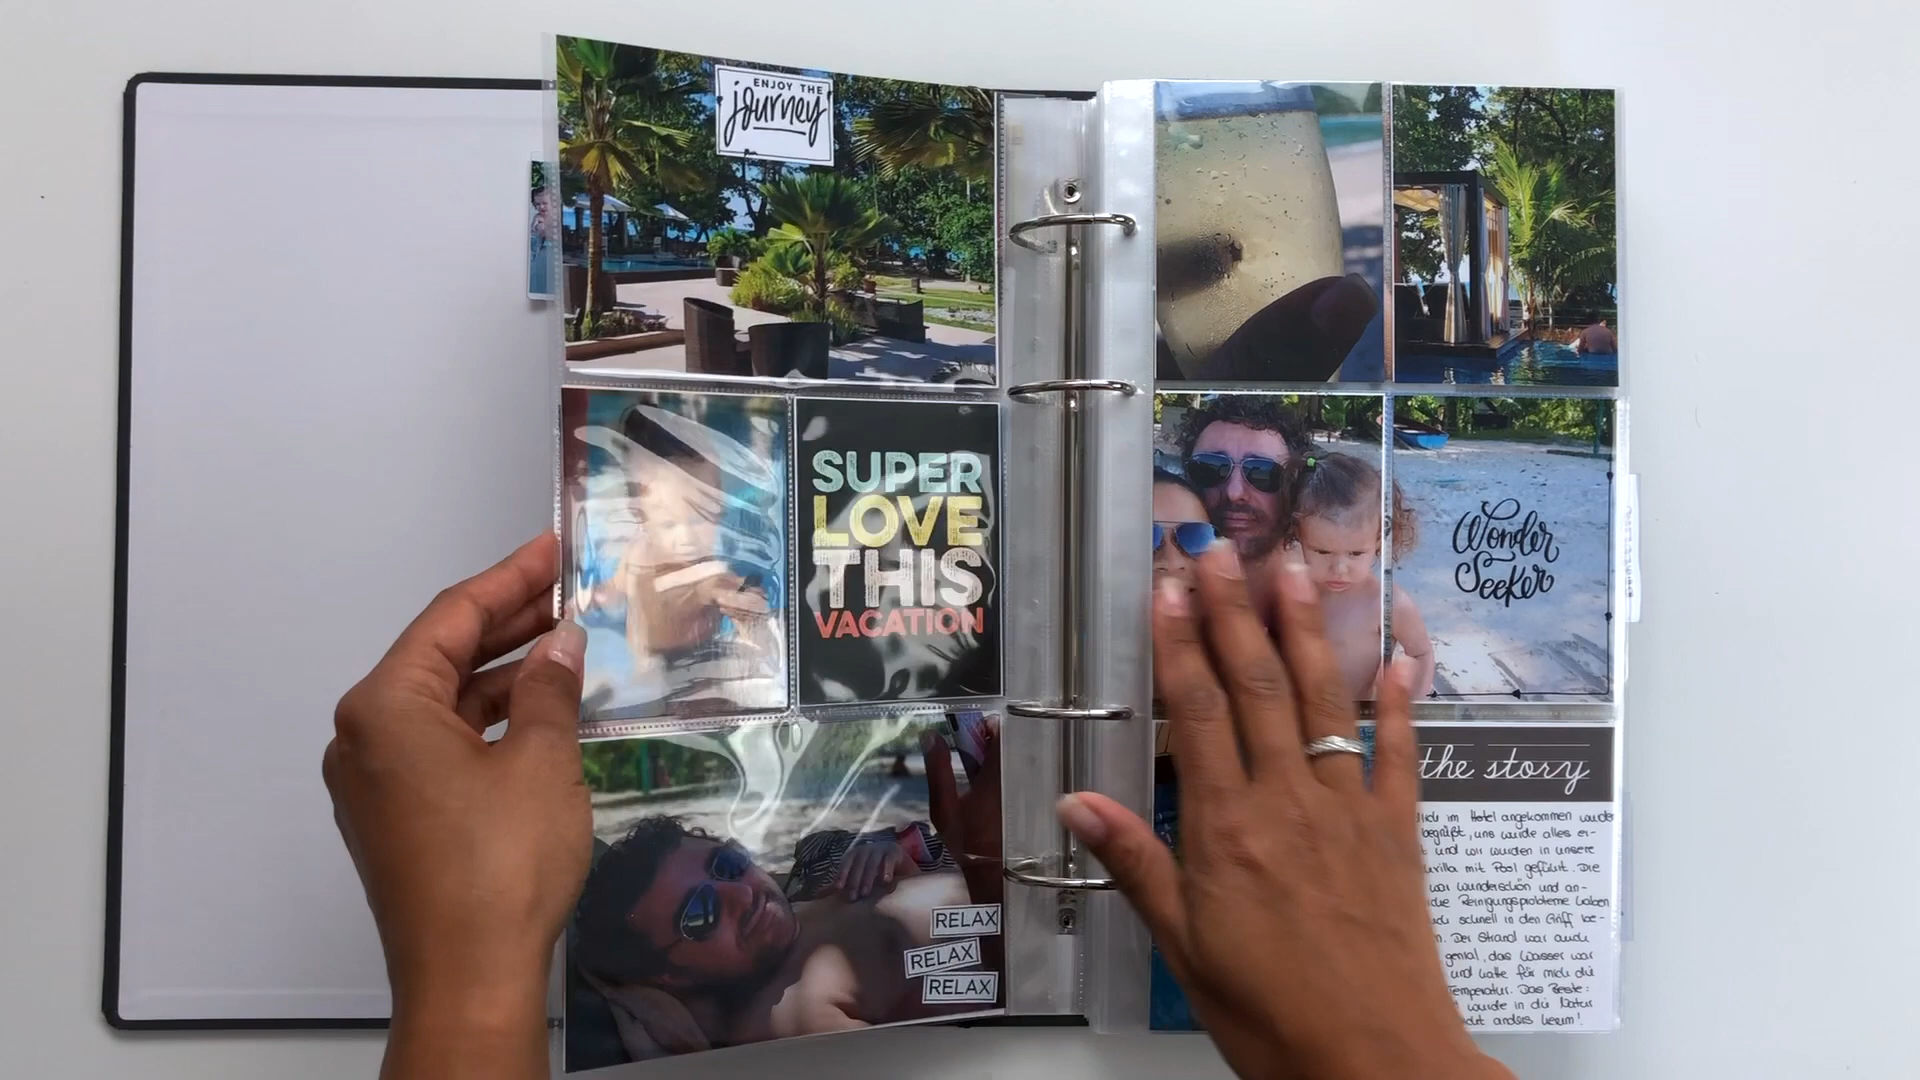 ENJOY THE
journey
SUPER
LOVE
THIS
VACATION
RELAX
RELAX
RELAX
Wonder
Seeker
the story
im Hotel angekommen
begrüßt, uns wurde alles er-
und wir wurden in unsere
mit Pool geführt. Die
war wunderschön und an-
Reinigungsprobleme haben
schnell in den Griff be-
Der Strand war auch
genial, das Wasser war
und hatte für mich die
Temperatur. Das Beste:
wurde in die Natur
anders herum!